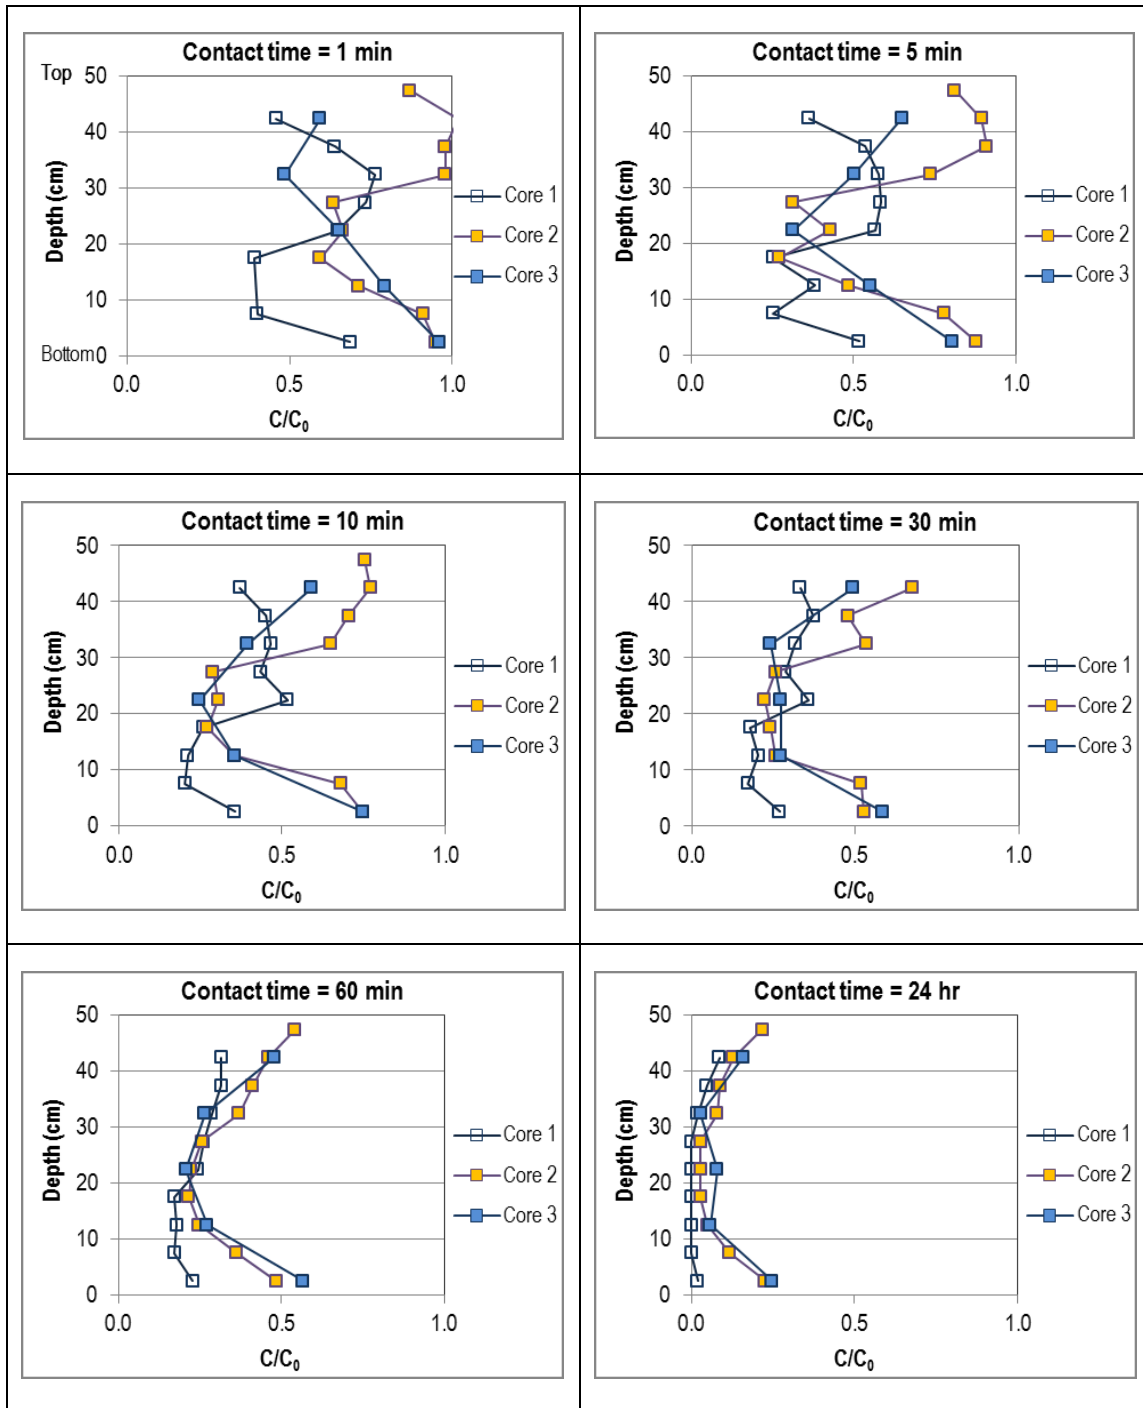 Contact time = 1 min
Top
50
40
30
20
10
Bottom 0
Depth (cm)
0.0 0.5 1.0
C/C₀
Core 1
Core 2
Core 3
Contact time = 5 min
50
40
30
20
10
0
Depth (cm)
0.0 0.5 1.0
C/C₀
Core 1
Core 2
Core 3
Contact time = 10 min
50
40
30
20
10
0
Depth (cm)
0.0 0.5 1.0
C/C₀
Core 1
Core 2
Core 3
Contact time = 30 min
50
40
30
20
10
0
Depth (cm)
0.0 0.5 1.0
C/C₀
Core 1
Core 2
Core 3
Contact time = 60 min
50
40
30
20
10
0
Depth (cm)
0.0 0.5 1.0
C/C₀
Core 1
Core 2
Core 3
Contact time = 24 hr
50
40
30
20
10
0
Depth (cm)
0.0 0.5 1.0
C/C₀
Core 1
Core 2
Core 3